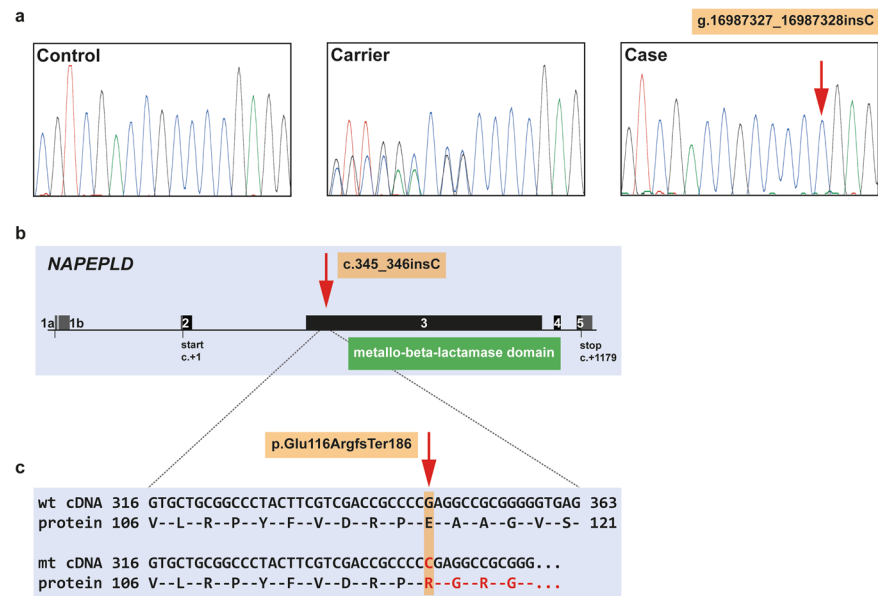 a
g.16987327_16987328insC
Control
Carrier
Case
b
NAPEPLD
c.345_346insC
1a
1b
2
3
4
5
start
c.+1
stop
c.+1179
metallo-beta-lactamase domain
p.Glu116ArgfsTer186
c
wt cDNA 316 GTGCTGCGGCCCTACTTCGTCGACCGCCCCGAGGCCGCGGGGGTGAG 363
protein 106 V--L--R--P--Y--F--V--D--R--P--E--A--A--G--V--S- 121
mt cDNA 316 GTGCTGCGGCCCTACTTCGTCGACCGCCCCCGAGGCCGCGGG...
protein 106 V--L--R--P--Y--F--V--D--R--P--R--G--R--G--...